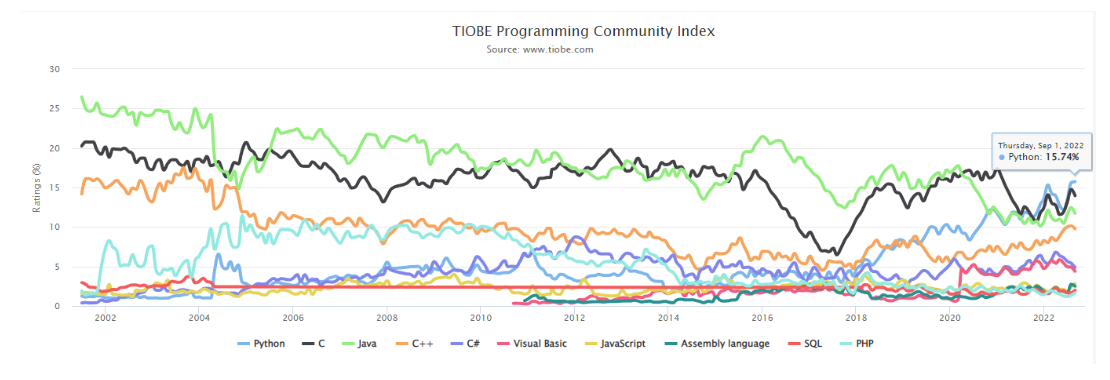 TIOBE Programming Community Index
Source: www.tiobe.com
Ratings (%)
30
25
20
15
10
5
0
Thursday, Sep 1, 2022
Python: 15.74%
2002 2004 2006 2008 2010 2012 2014 2016 2018 2020 2022
Python C Java C++ C# Visual Basic JavaScript Assembly language SQL PHP